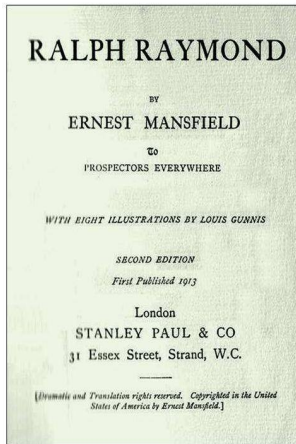 RALPH RAYMOND
BY
ERNEST MANSFIELD
To
PROSPECTORS EVERYWHERE
WITH EIGHT ILLUSTRATIONS BY LOUIS GUNNIS
SECOND EDITION
First Published 1913
London
STANLEY PAUL & CO
31 Essex Street, Strand, W.C.
[Dramatic and Translation rights reserved. Copyrighted in the United
States of America by Ernest Mansfield.]